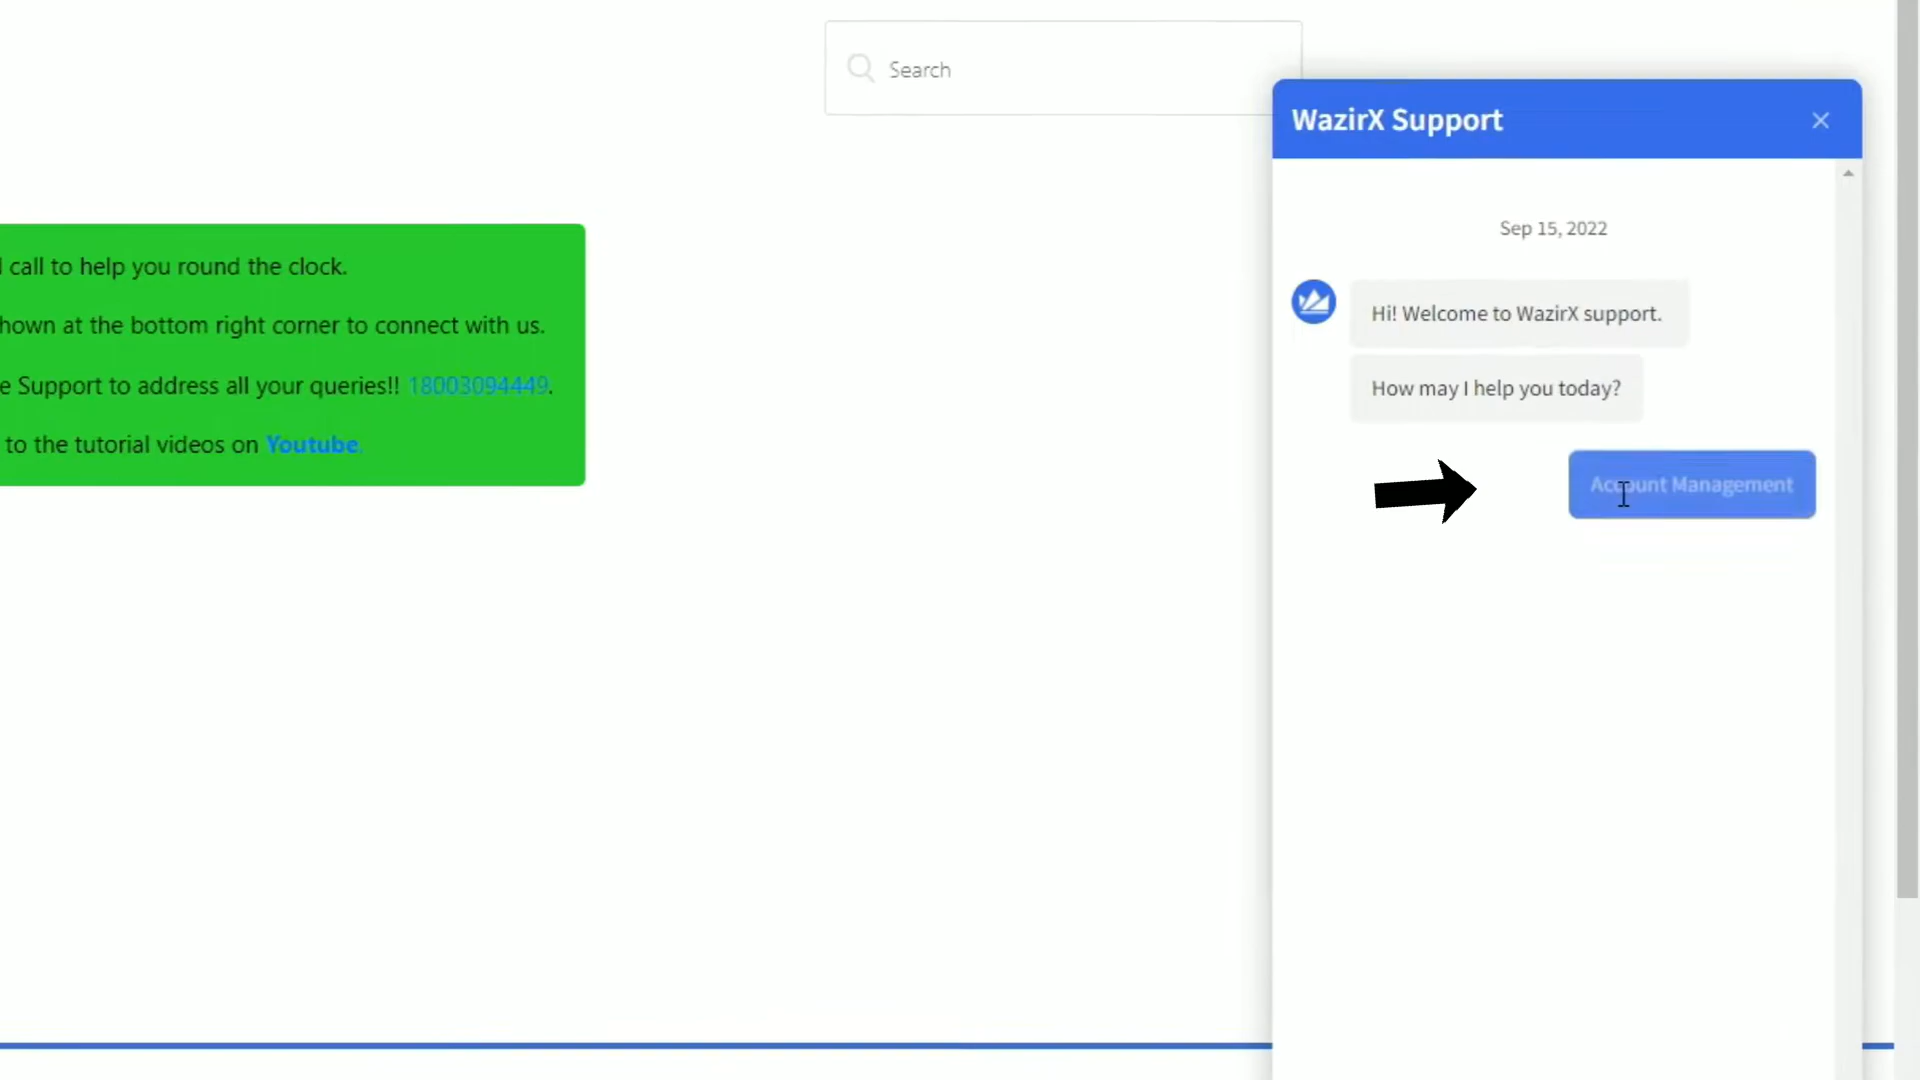 Search
WazirX Support
Sep 15, 2022
call to help you round the clock.
hown at the bottom right corner to connect with us.
e Support to address all your queries!! 18003094449.
to the tutorial videos on Youtube.
Hi! Welcome to WazirX support.
How may I help you today?
Account Management